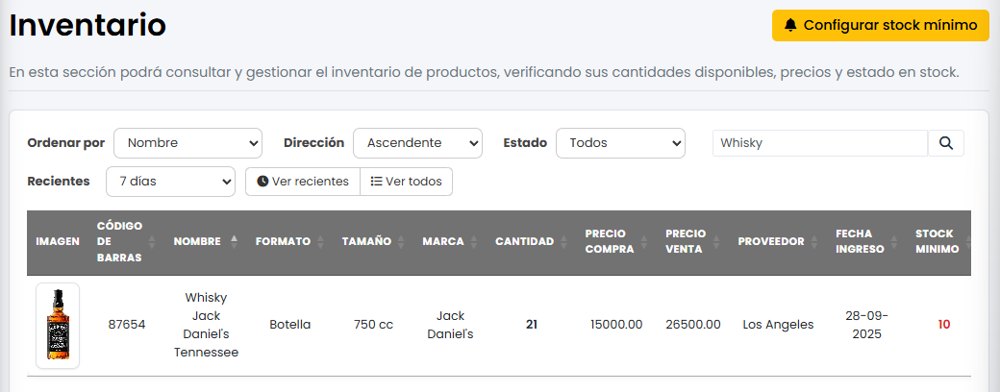 Inventario
Configurar stock mínimo
En esta sección podrá consultar y gestionar el inventario de productos, verificando sus cantidades disponibles, precios y estado en stock.
Ordenar por Nombre Dirección Ascendente Estado Todos Whisky
Recientes 7 días Ver recientes Ver todos
IMAGEN CÓDIGO DE BARRAS NOMBRE FORMATO TAMAÑO MARCA CANTIDAD PRECIO COMPRA PRECIO VENTA PROVEEDOR FECHA INGRESO STOCK MINIMO
87654 Whisky Jack Daniel's Tennessee Botella 750 cc Jack Daniel's 21 15000.00 26500.00 Los Angeles 28-09-2025 10